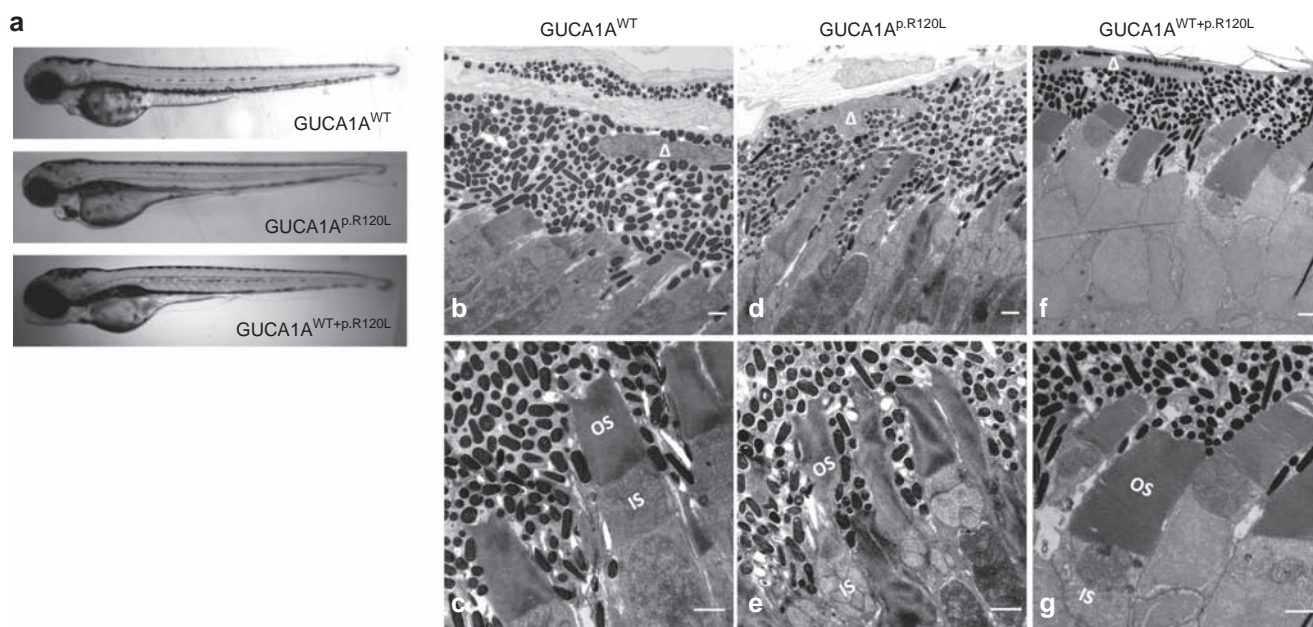 a
GUCA1A^WT
GUCA1A^p.R120L
GUCA1A^WT+p.R120L
GUCA1A^WT
GUCA1A^p.R120L
GUCA1A^WT+p.R120L
Δ
b
Δ
d
Δ
f
OS
IS
c
OS
IS
e
OS
IS
g